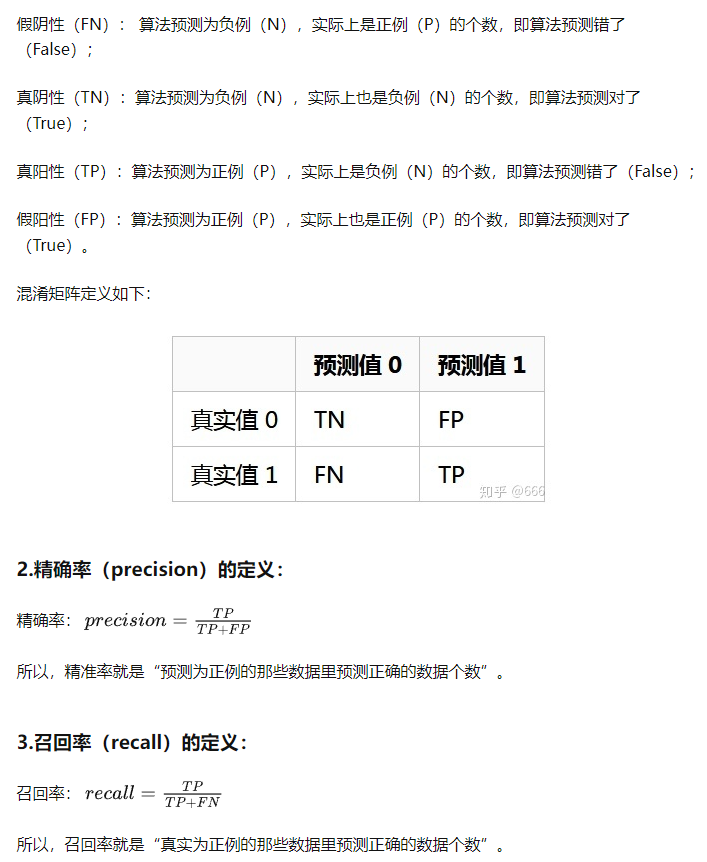 假阴性（FN）： 算法预测为负例（N），实际上是正例（P）的个数，即算法预测错了
（False）；
真阴性（TN）：算法预测为负例（N），实际上也是负例（N）的个数，即算法预测对了
（True）；
真阳性（TP）：算法预测为正例（P），实际上是负例（N）的个数，即算法预测错了（False）；
假阳性（FP）：算法预测为正例（P），实际上也是正例（P）的个数，即算法预测对了
（True）。
混淆矩阵定义如下：
预测值 0 预测值 1
真实值 0 TN FP
真实值 1 FN TP
知乎 @666
2.精确率（precision）的定义：
精确率： precision = TP/(TP+FP)
所以，精准率就是“预测为正例的那些数据里预测正确的数据个数”。
3.召回率（recall）的定义：
召回率： recall = TP/(TP+FN)
所以，召回率就是“真实为正例的那些数据里预测正确的数据个数”。